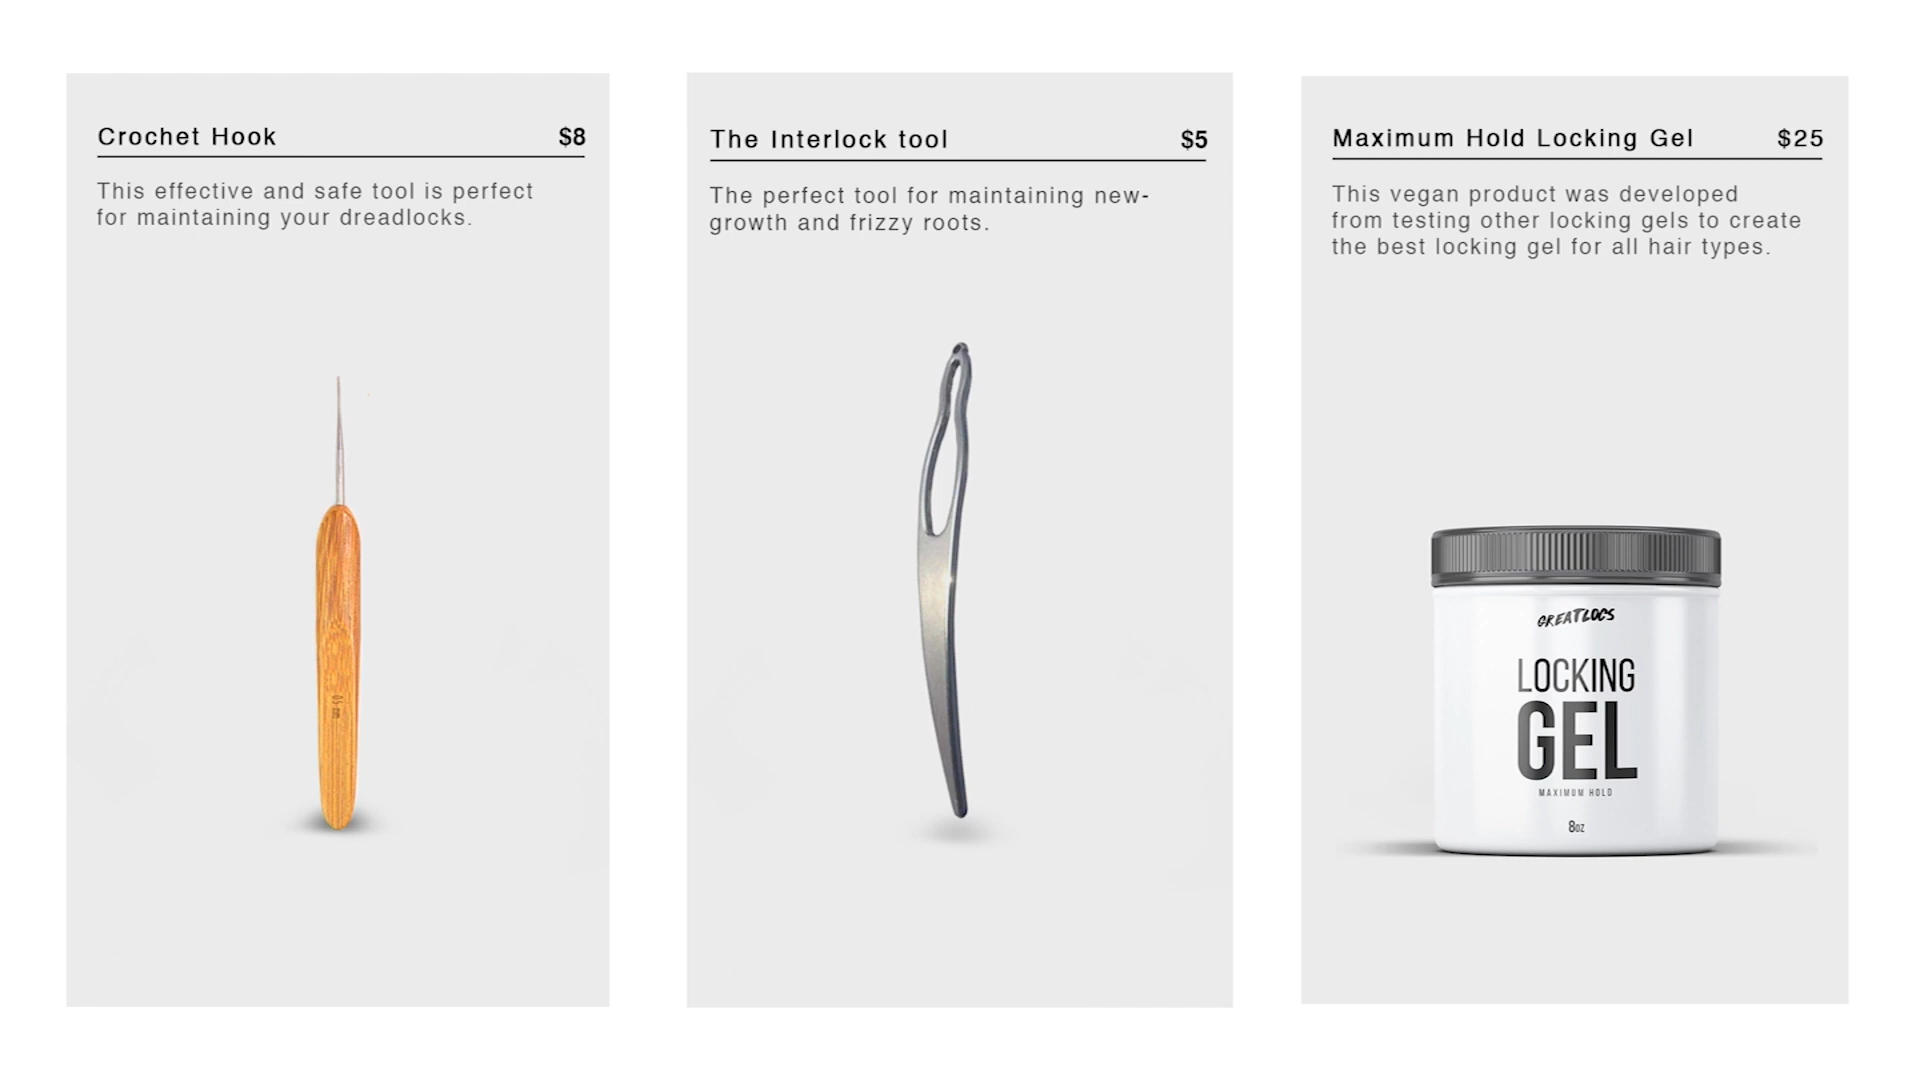 Crochet Hook $8
This effective and safe tool is perfect
for maintaining your dreadlocks.
0.5 mm
The Interlock tool $5
The perfect tool for maintaining new-
growth and frizzy roots.
Maximum Hold Locking Gel $25
This vegan product was developed
from testing other locking gels to create
the best locking gel for all hair types.
GREATLOCS
LOCKING
GEL
MAXIMUM HOLD
8oz